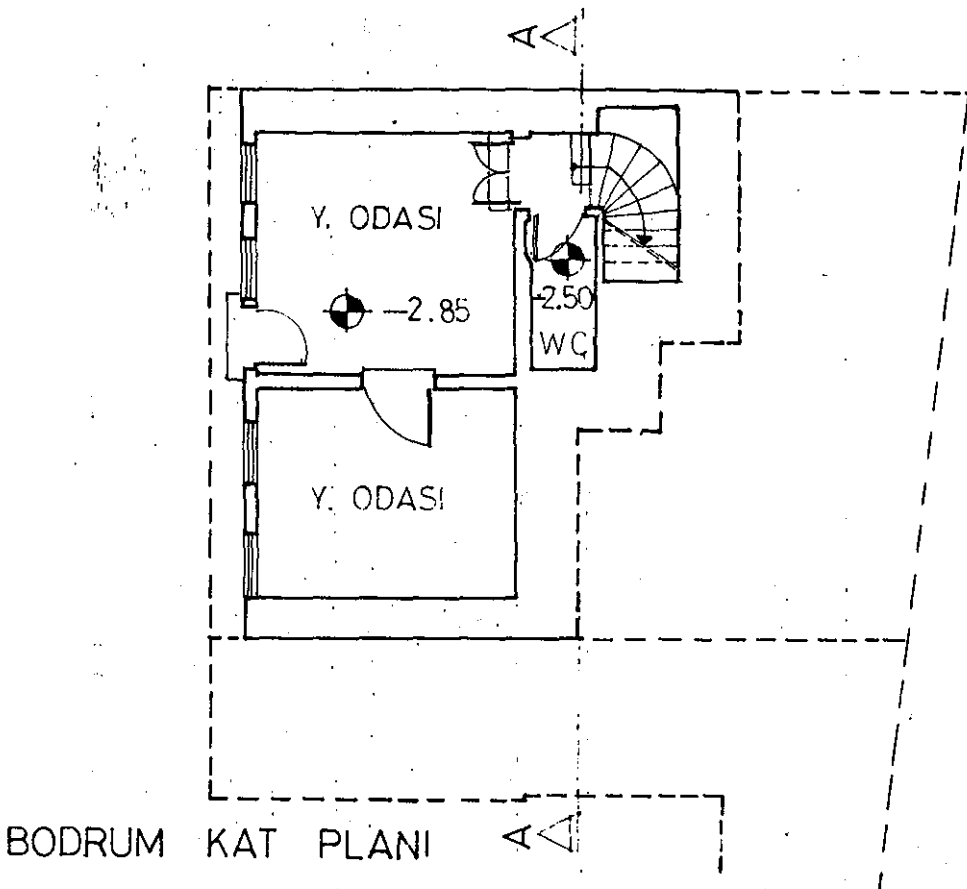 A
Y. ODASI
-2.85
-2.50
WC
Y. ODASI
A
BODRUM KAT PLANI